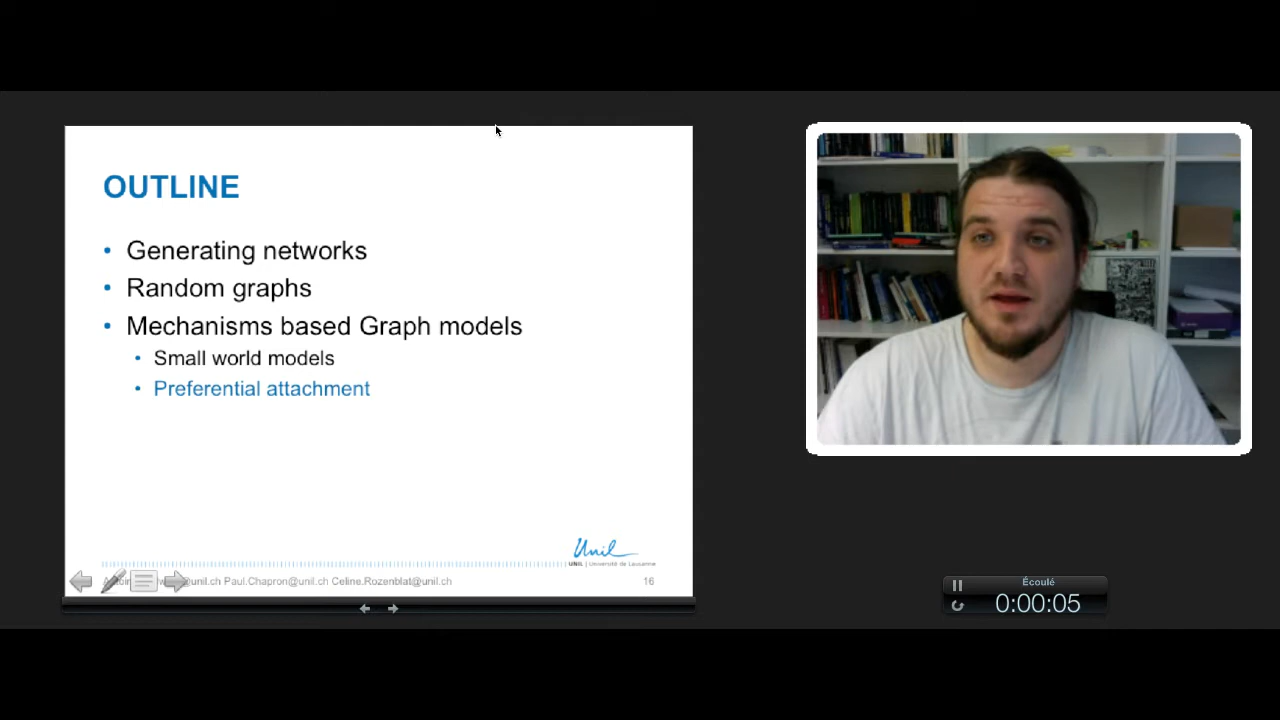 OUTLINE
• Generating networks
• Random graphs
• Mechanisms based Graph models
• Small world models
• Preferential attachment
Unil
UNIL | Université de Lausanne
@unil.ch Paul.Chapron@unil.ch Celine.Rozenblat@unil.ch
16
Écoulé
0:00:05